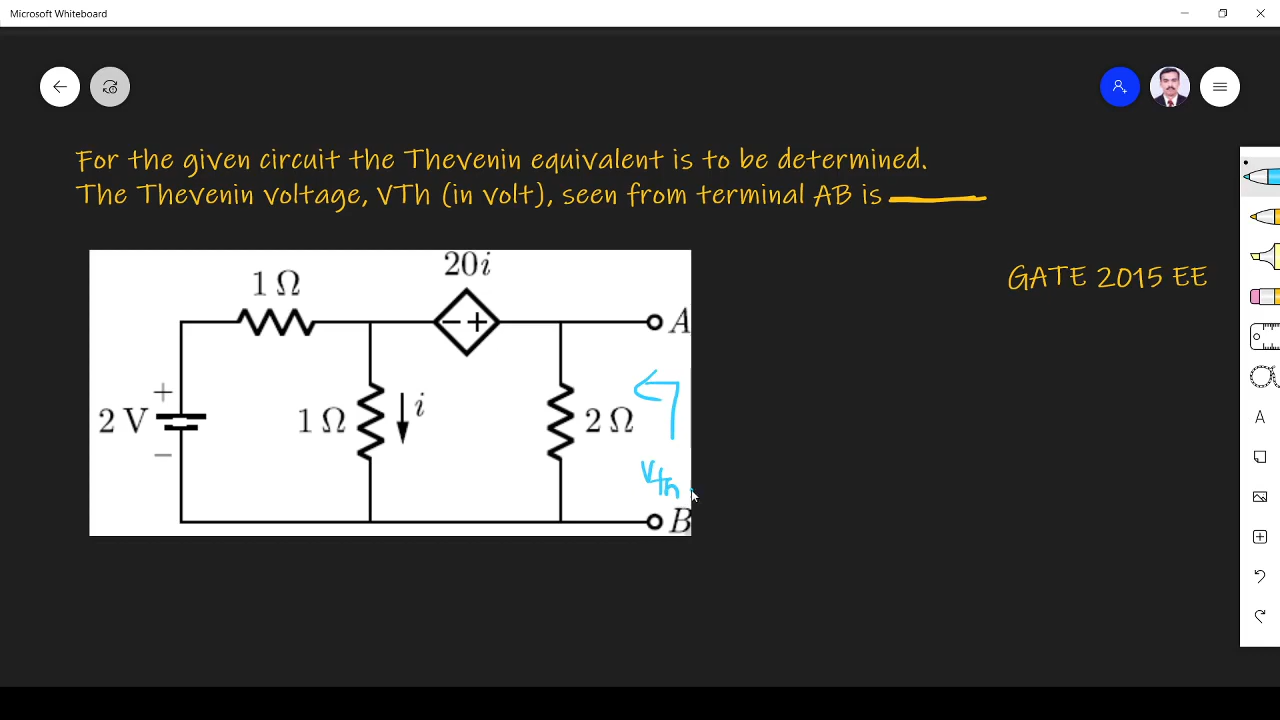 Microsoft Whiteboard
For the given circuit the Thevenin equivalent is to be determined.
The Thevenin voltage, VTh (in volt), seen from terminal AB is
GATE 2015 EE
20i
1 Ω
A
+
− +
2 V
1 Ω
i
2 Ω
−
Vth
B
A